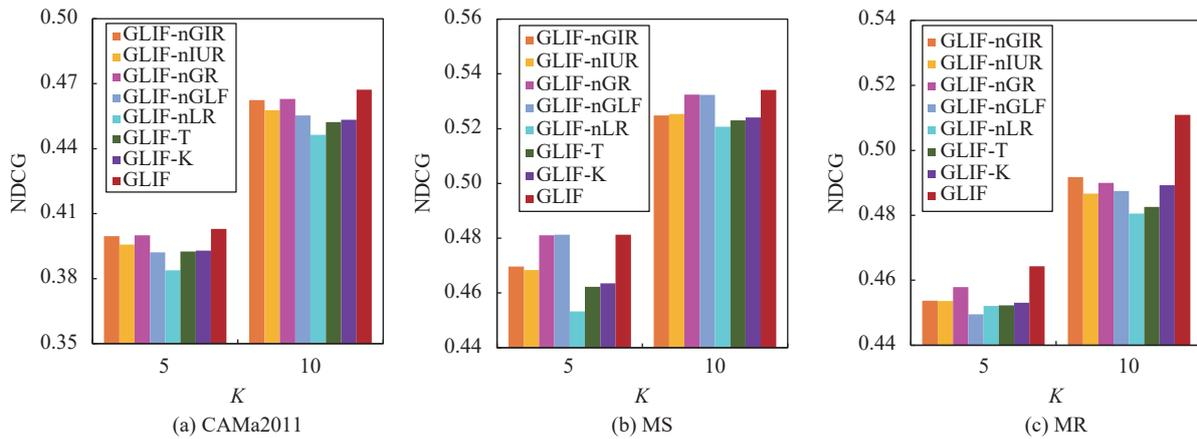 0.50
0.47
0.44
0.41
0.38
0.35
NDCG
GLIF-nGIR
GLIF-nIUR
GLIF-nGR
GLIF-nGLF
GLIF-nLR
GLIF-T
GLIF-K
GLIF
5
10
K
(a) CAMa2011
0.56
0.54
0.52
0.50
0.48
0.46
0.44
NDCG
GLIF-nGIR
GLIF-nIUR
GLIF-nGR
GLIF-nGLF
GLIF-nLR
GLIF-T
GLIF-K
GLIF
5
10
K
(b) MS
0.54
0.52
0.50
0.48
0.46
0.44
NDCG
GLIF-nGIR
GLIF-nIUR
GLIF-nGR
GLIF-nGLF
GLIF-nLR
GLIF-T
GLIF-K
GLIF
5
10
K
(c) MR